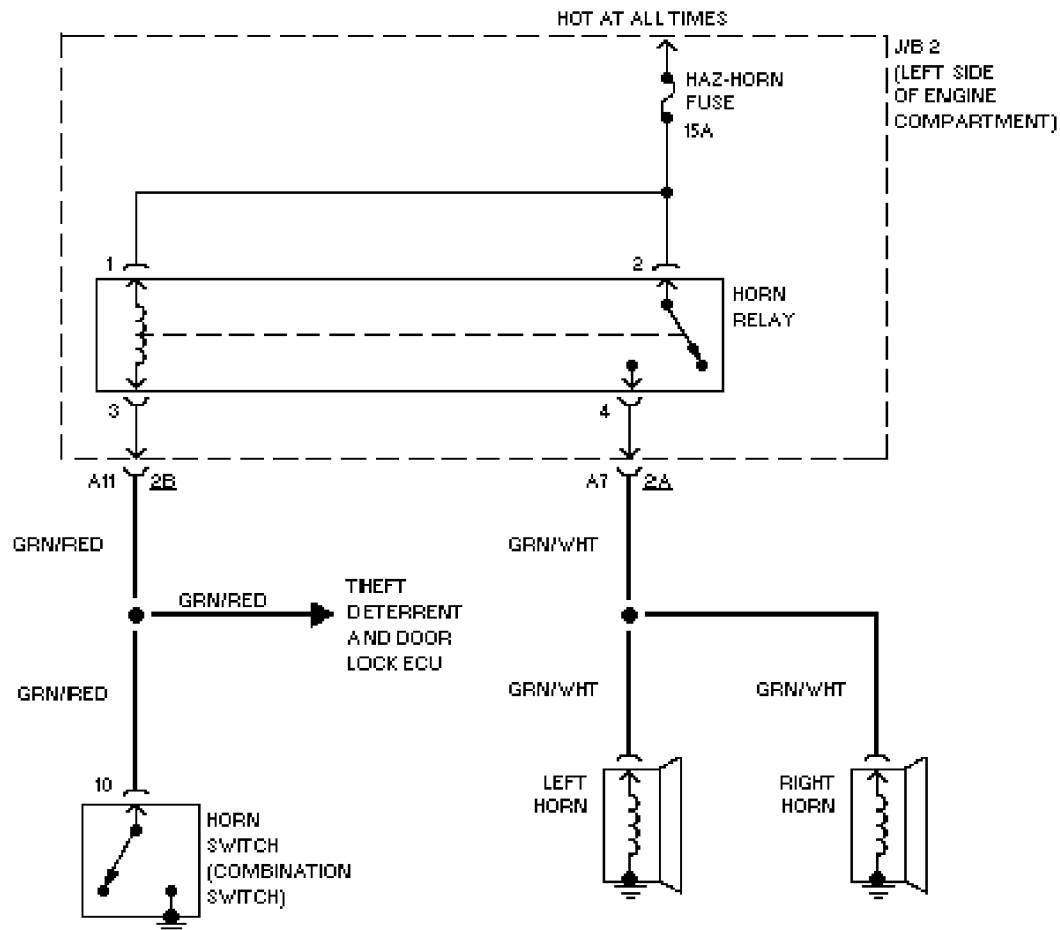 HOT AT ALL TIMES
J/B 2
(LEFT SIDE
OF ENGINE
COMPARTMENT)
HAZ-HORN
FUSE
15A
1
2
HORN
RELAY
3
4
A11 2B
A7 2A
GRN/RED
GRN/WHT
GRN/RED
THEFT
DETERRENT
AND DOOR
LOCK ECU
GRN/RED
GRN/WHT
GRN/WHT
10
LEFT
HORN
RIGHT
HORN
HORN
SWITCH
(COMBINATION
SWITCH)